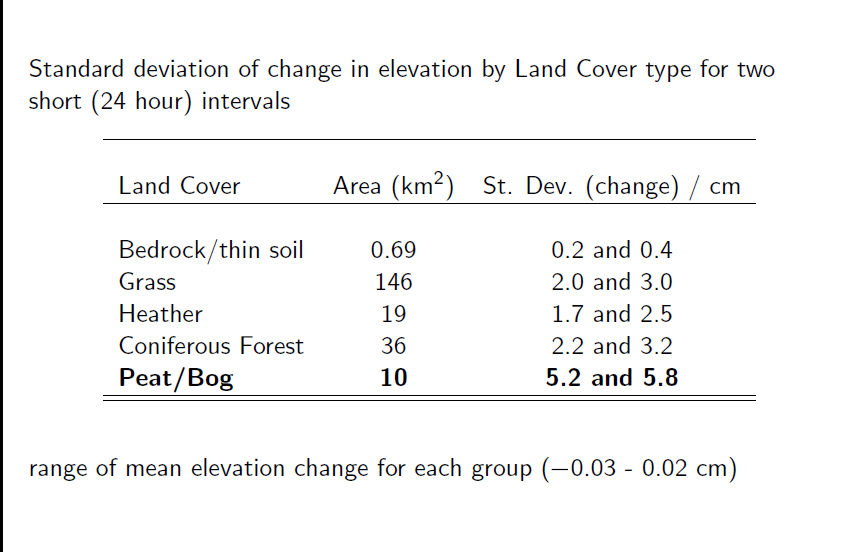 Standard deviation of change in elevation by Land Cover type for two
short (24 hour) intervals
Land Cover Area (km²) St. Dev. (change) / cm
Bedrock/thin soil 0.69 0.2 and 0.4
Grass 146 2.0 and 3.0
Heather 19 1.7 and 2.5
Coniferous Forest 36 2.2 and 3.2
Peat/Bog 10 5.2 and 5.8
range of mean elevation change for each group (−0.03 - 0.02 cm)